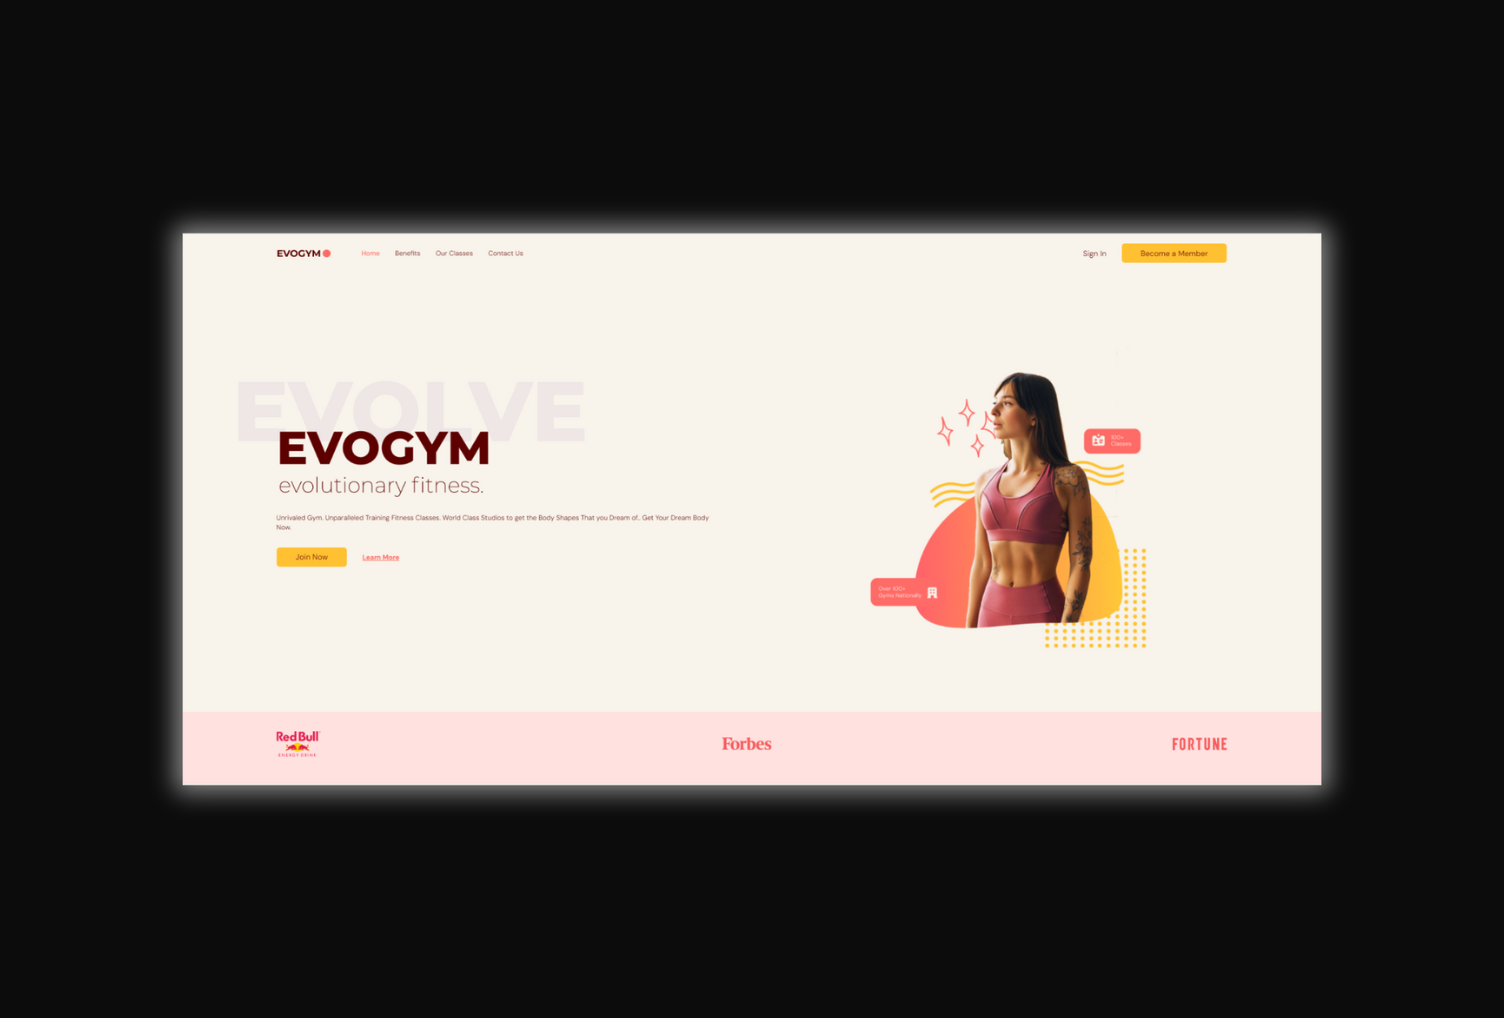 EVOGYM
Home Benefits Our Classes Contact Us
Sign In
Become a Member
EVOLVE
EVOGYM
evolutionary fitness.
Unrivaled Gym. Unparalleled Training Fitness Classes. World Class Studios to get the Body Shapes That you Dream of.. Get Your Dream Body
Now.
Join Now
Learn More
100+
Classes
Over 100+
Gyms Nationally
Red Bull
ENERGY DRINK
Forbes
FORTUNE